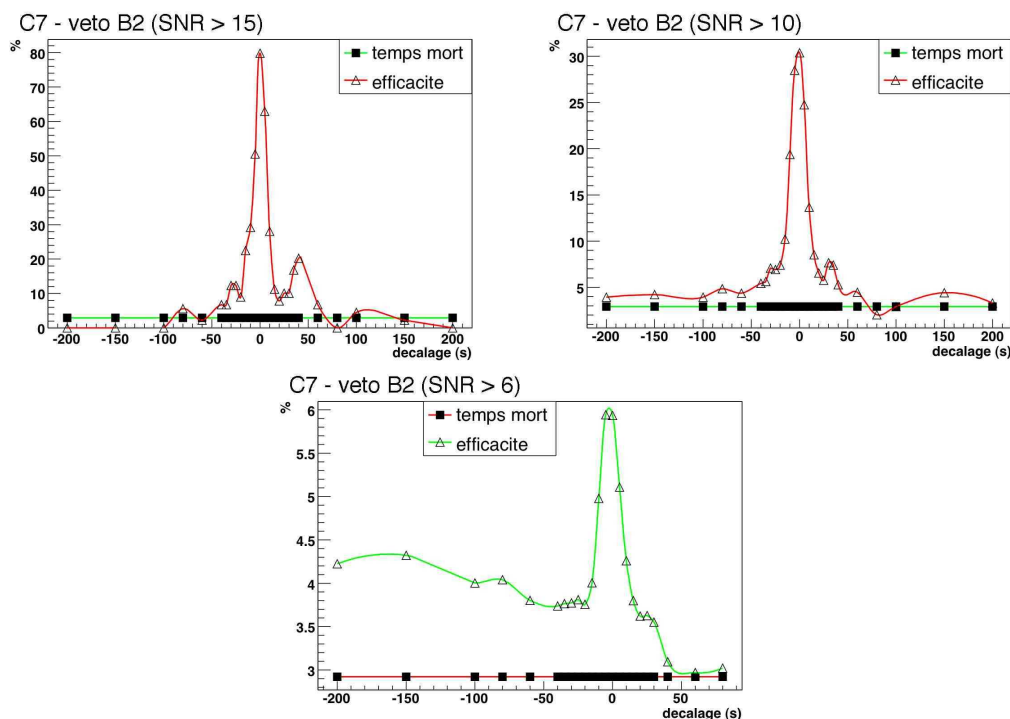 C7 - veto B2 (SNR > 15)
%
temps mort
efficacite
80
70
60
50
40
30
20
10
0
-200 -150 -100 -50 0 50 100 150 200
decalage (s)
C7 - veto B2 (SNR > 10)
%
temps mort
efficacite
30
25
20
15
10
5
-200 -150 -100 -50 0 50 100 150 200
decalage (s)
C7 - veto B2 (SNR > 6)
%
temps mort
efficacite
6
5.5
5
4.5
4
3.5
3
-200 -150 -100 -50 0 50
decalage (s)